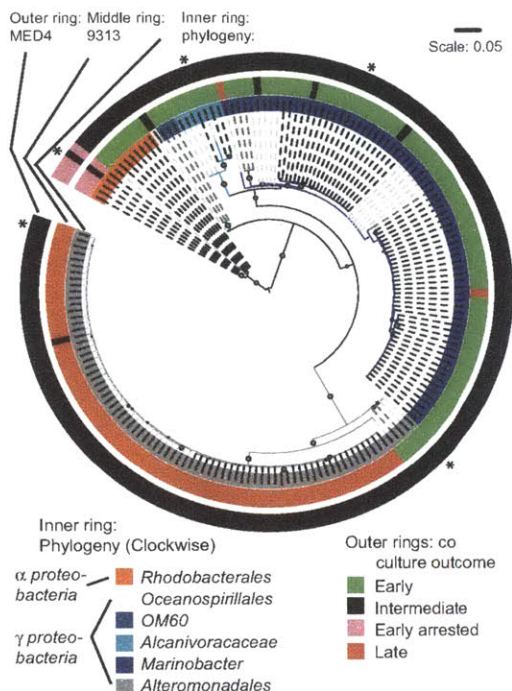 Outer ring: Middle ring: Inner ring:
MED4 9313 phylogeny:
Scale: 0.05
*
*
*
*
*
Inner ring:
Phylogeny (Clockwise)
α proteo-
bacteria
γ proteo-
bacteria
Rhodobacterales
Oceanospirillales
OM60
Alcanivoracaceae
Marinobacter
Alteromonadales
Outer rings: co
culture outcome
Early
Intermediate
Early arrested
Late